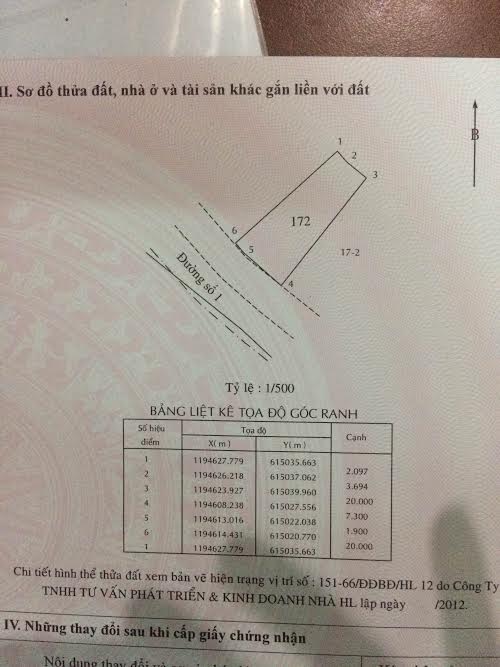 II. Sơ đồ thửa đất, nhà ở và tài sản khác gắn liền với đất
B
1
2
3
172
6
5
17-2
4
Đường số 1
Tỷ lệ : 1/500
BẢNG LIỆT KÊ TỌA ĐỘ GÓC RANH
Số hiệu điểm Tọa độ Cạnh
X( m ) Y( m )
1 1194627.779 615035.663
2.097
2 1194626.218 615037.062
3.694
3 1194623.927 615039.960
20.000
4 1194608.238 615027.556
7.300
5 1194613.016 615022.038
1.900
6 1194614.431 615020.770
20.000
1 1194627.779 615035.663
Chi tiết hình thể thửa đất xem bản vẽ hiện trạng vị trí số : 151-66/ĐĐBĐ/HL 12 do Công Ty
TNHH TƯ VẤN PHÁT TRIỂN & KINH DOANH NHÀ HL lập ngày /2012.
IV. Những thay đổi sau khi cấp giấy chứng nhận
Nội dung thay đổi và cơ sở pháp lý